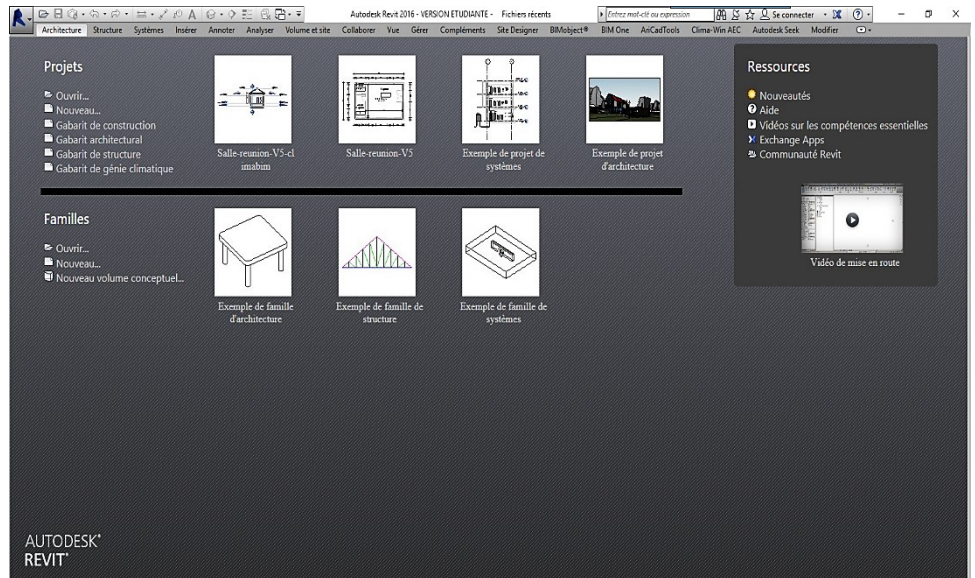 Autodesk Revit 2016 - VERSION ETUDIANTE - Fichiers récents
Entrez mot-clé ou expression
Se connecter
Architecture Structure Systèmes Insérer Annoter Analyser Volume et site Collaborer Vue Gérer Compléments Site Designer BIMobject® BIM One AriCadTools Clima-Win AEC Autodesk Seek Modifier
Projets
Ouvrir...
Nouveau...
Gabarit de construction
Gabarit architectural
Gabarit de structure
Gabarit de génie climatique
Salle-reunion-V5-cl
imabim
Salle-reunion-V5
Exemple de projet de
systèmes
Exemple de projet
d'architecture
Familles
Ouvrir...
Nouveau...
Nouveau volume conceptuel...
Exemple de famille
d'architecture
Exemple de famille de
structure
Exemple de famille de
systèmes
Ressources
Nouveautés
Aide
Vidéos sur les compétences essentielles
Exchange Apps
Communauté Revit
Vidéo de mise en route
AUTODESK®
REVIT®